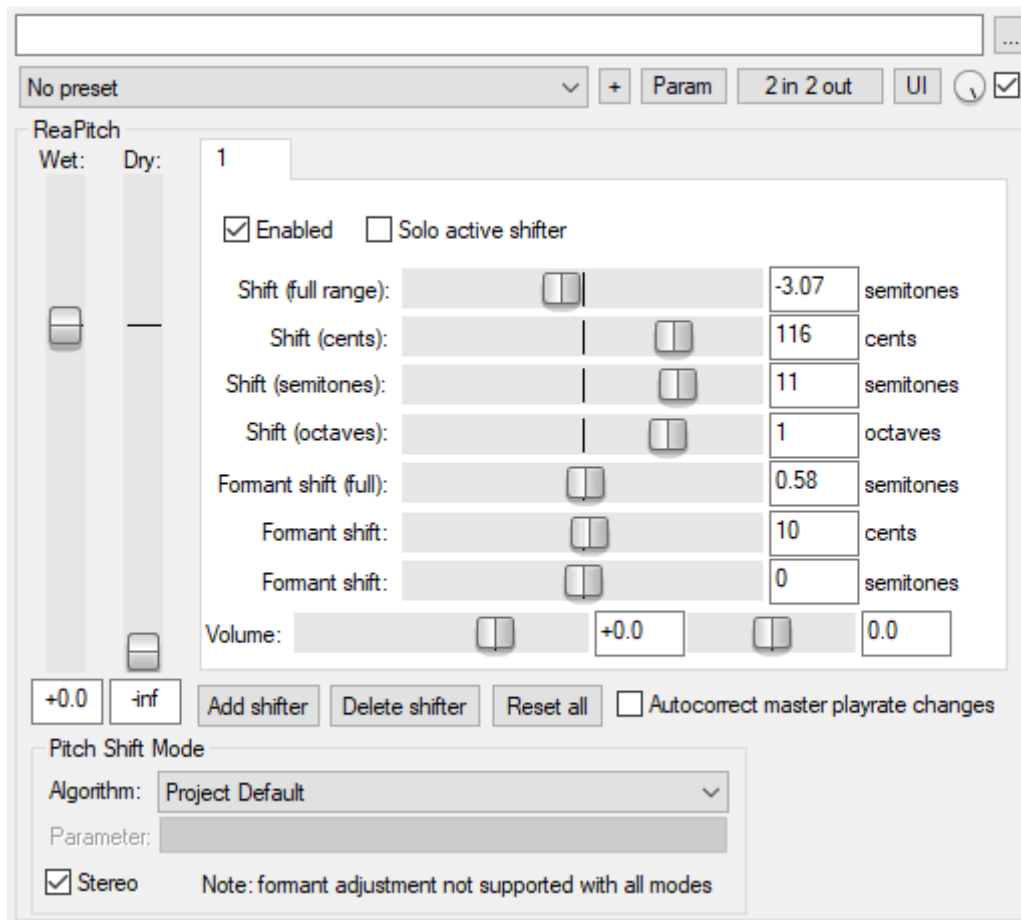 ...
No preset + Param 2 in 2 out UI
ReaPitch
Wet: Dry: 1
Enabled Solo active shifter
Shift (full range): -3.07 semitones
Shift (cents): 116 cents
Shift (semitones): 11 semitones
Shift (octaves): 1 octaves
Formant shift (full): 0.58 semitones
Formant shift: 10 cents
Formant shift: 0 semitones
Volume: +0.0 0.0
+0.0 -inf Add shifter Delete shifter Reset all Autocorrect master playrate changes
Pitch Shift Mode
Algorithm: Project Default
Parameter:
Stereo Note: formant adjustment not supported with all modes